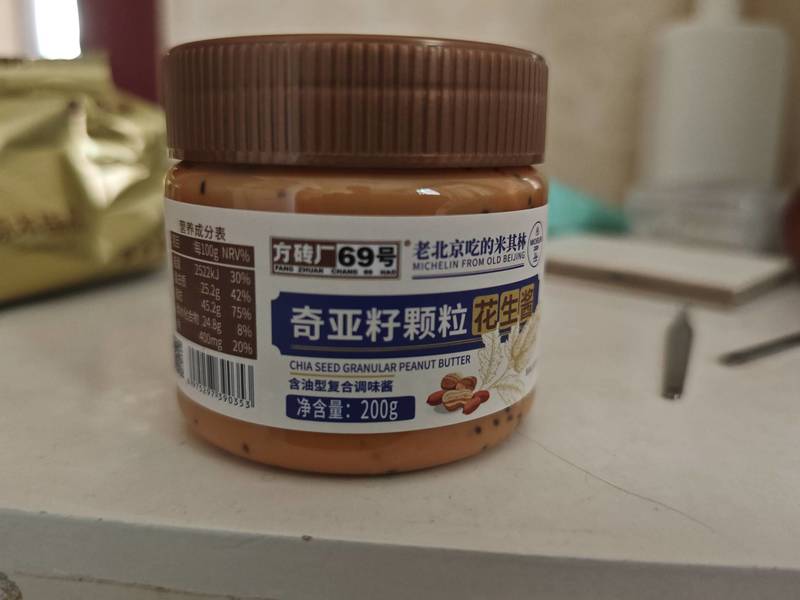 营养成分表
每100g NRV%
2522kJ 30%
25.2g 42%
45.2g 75%
24.8g 8%
400mg 20%
方砖厂69号
FANG ZHUAN CHANG 69 HAO
老北京吃的米其林
MICHELIN FROM OLD BEIJING
奇亚籽颗粒花生酱
CHIA SEED GRANULAR PEANUT BUTTER
含油型复合调味酱
净含量：200g